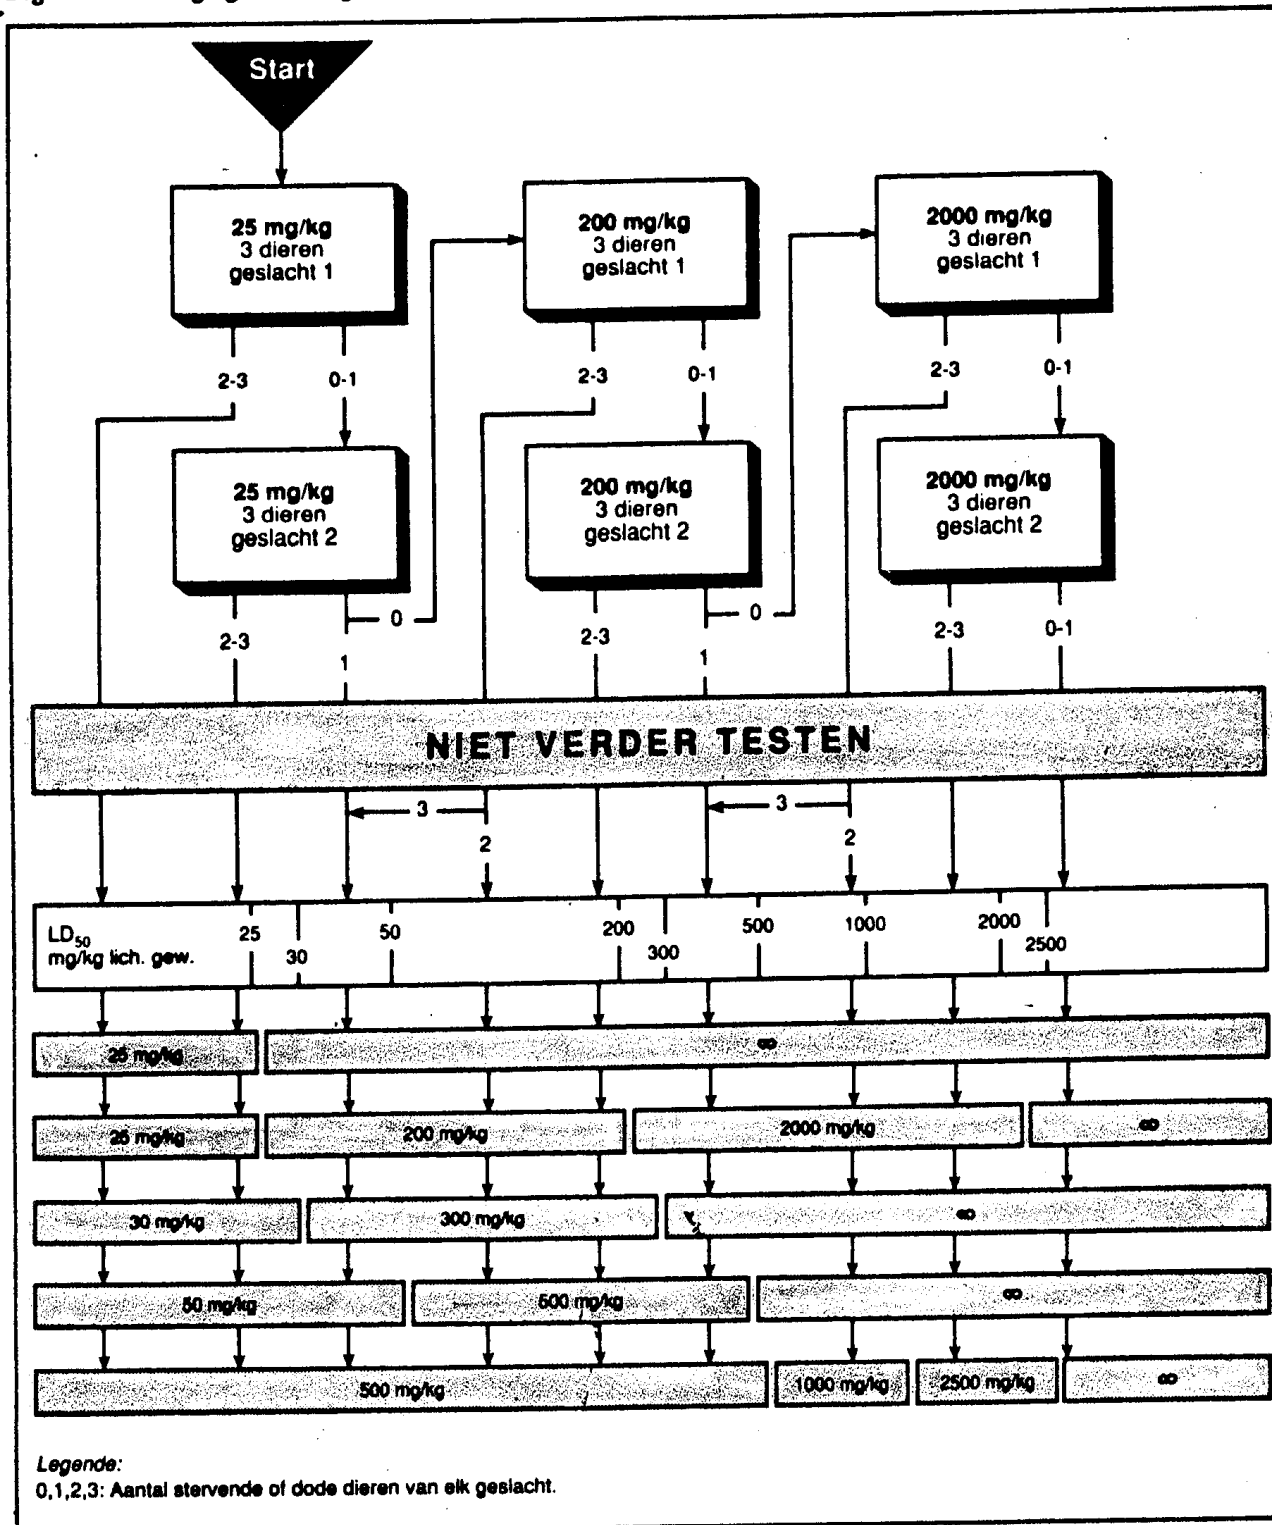 Start
25 mg/kg
3 dieren
geslacht 1
200 mg/kg
3 dieren
geslacht 1
2000 mg/kg
3 dieren
geslacht 1
2-3
0-1
2-3
0-1
2-3
0-1
25 mg/kg
3 dieren
geslacht 2
200 mg/kg
3 dieren
geslacht 2
2000 mg/kg
3 dieren
geslacht 2
2-3
1
0
2-3
1
0
2-3
0-1
NIET VERDER TESTEN
3
2
3
2
LD50
mg/kg lich. gew.
25
30
50
200
300
500
1000
2000
2500
25 mg/kg
∞
25 mg/kg
200 mg/kg
2000 mg/kg
∞
30 mg/kg
300 mg/kg
∞
50 mg/kg
500 mg/kg
∞
500 mg/kg
1000 mg/kg
2500 mg/kg
∞
Legende:
0,1,2,3: Aantal stervende of dode dieren van elk geslacht.